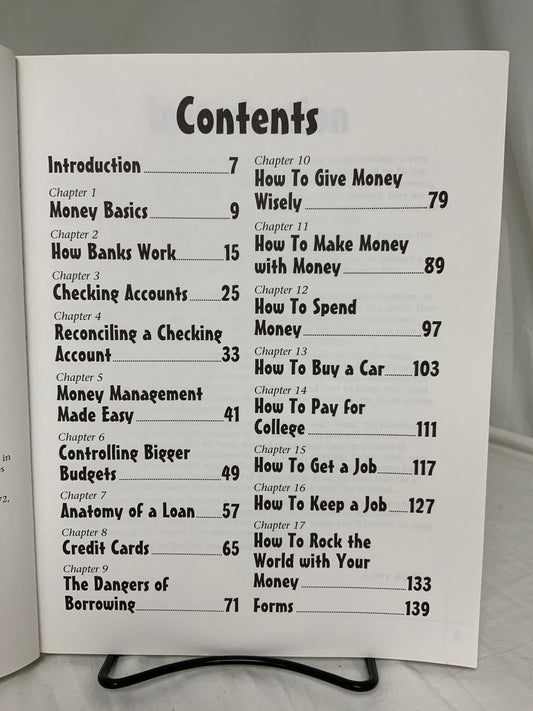 Contents
Introduction 7
Chapter 1
Money Basics 9
Chapter 2
How Banks Work 15
Chapter 3
Checking Accounts 25
Chapter 4
Reconciling a Checking
Account 33
Chapter 5
Money Management
Made Easy 41
Chapter 6
Controlling Bigger
Budgets 49
Chapter 7
Anatomy of a Loan 57
Chapter 8
Credit Cards 65
Chapter 9
The Dangers of
Borrowing 71
Chapter 10
How To Give Money
Wisely 79
Chapter 11
How To Make Money
with Money 89
Chapter 12
How To Spend
Money 97
Chapter 13
How To Buy a Car 103
Chapter 14
How To Pay for
College 111
Chapter 15
How To Get a Job 117
Chapter 16
How To Keep a Job 127
Chapter 17
How To Rock the
World with Your
Money 133
Forms 139
in